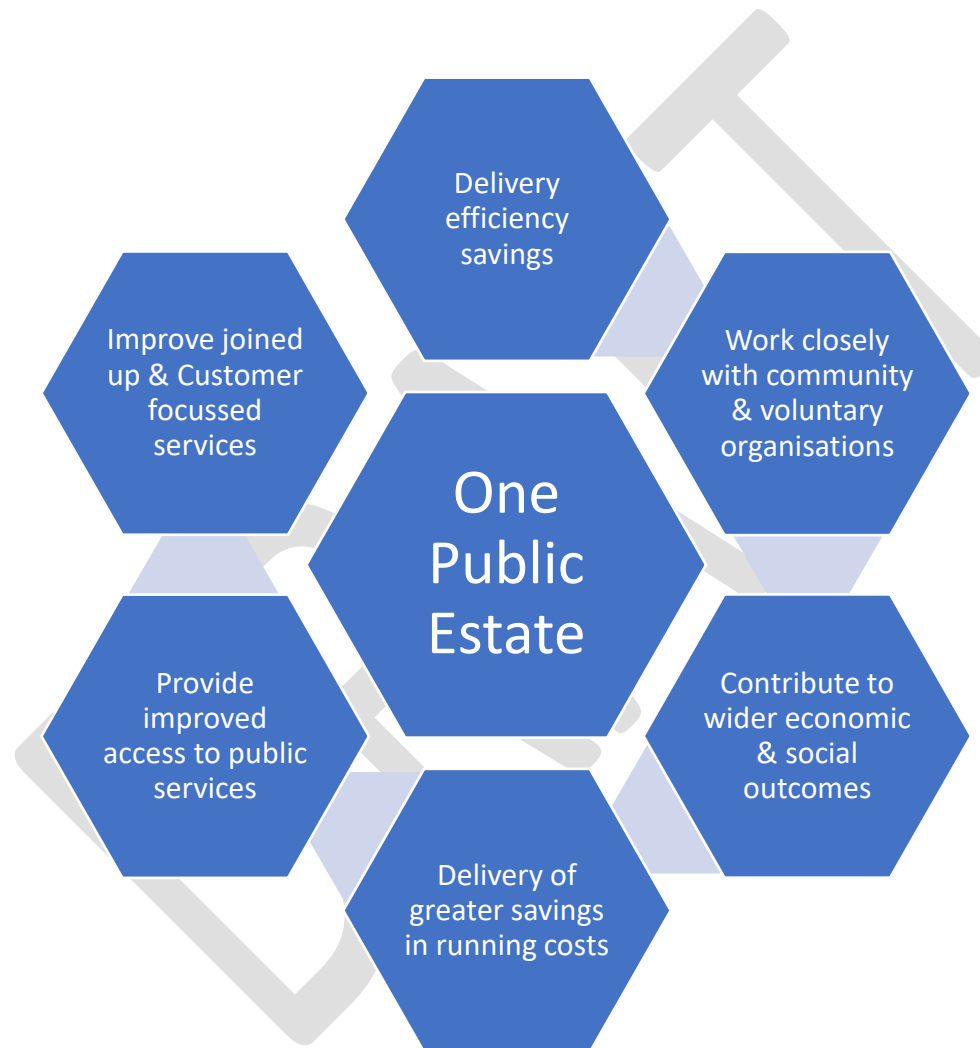 Delivery
efficiency
savings
Work closely
with community
& voluntary
organisations
Contribute to
wider economic
& social
outcomes
Delivery of
greater savings
in running costs
Provide
improved
access to public
services
Improve joined
up & Customer
focussed
services
One
Public
Estate